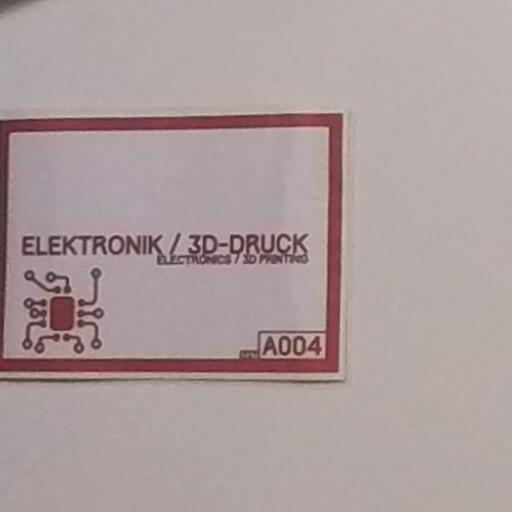 ELEKTRONIK / 3D-DRUCK
ELECTRONICS / 3D PRINTING
A004